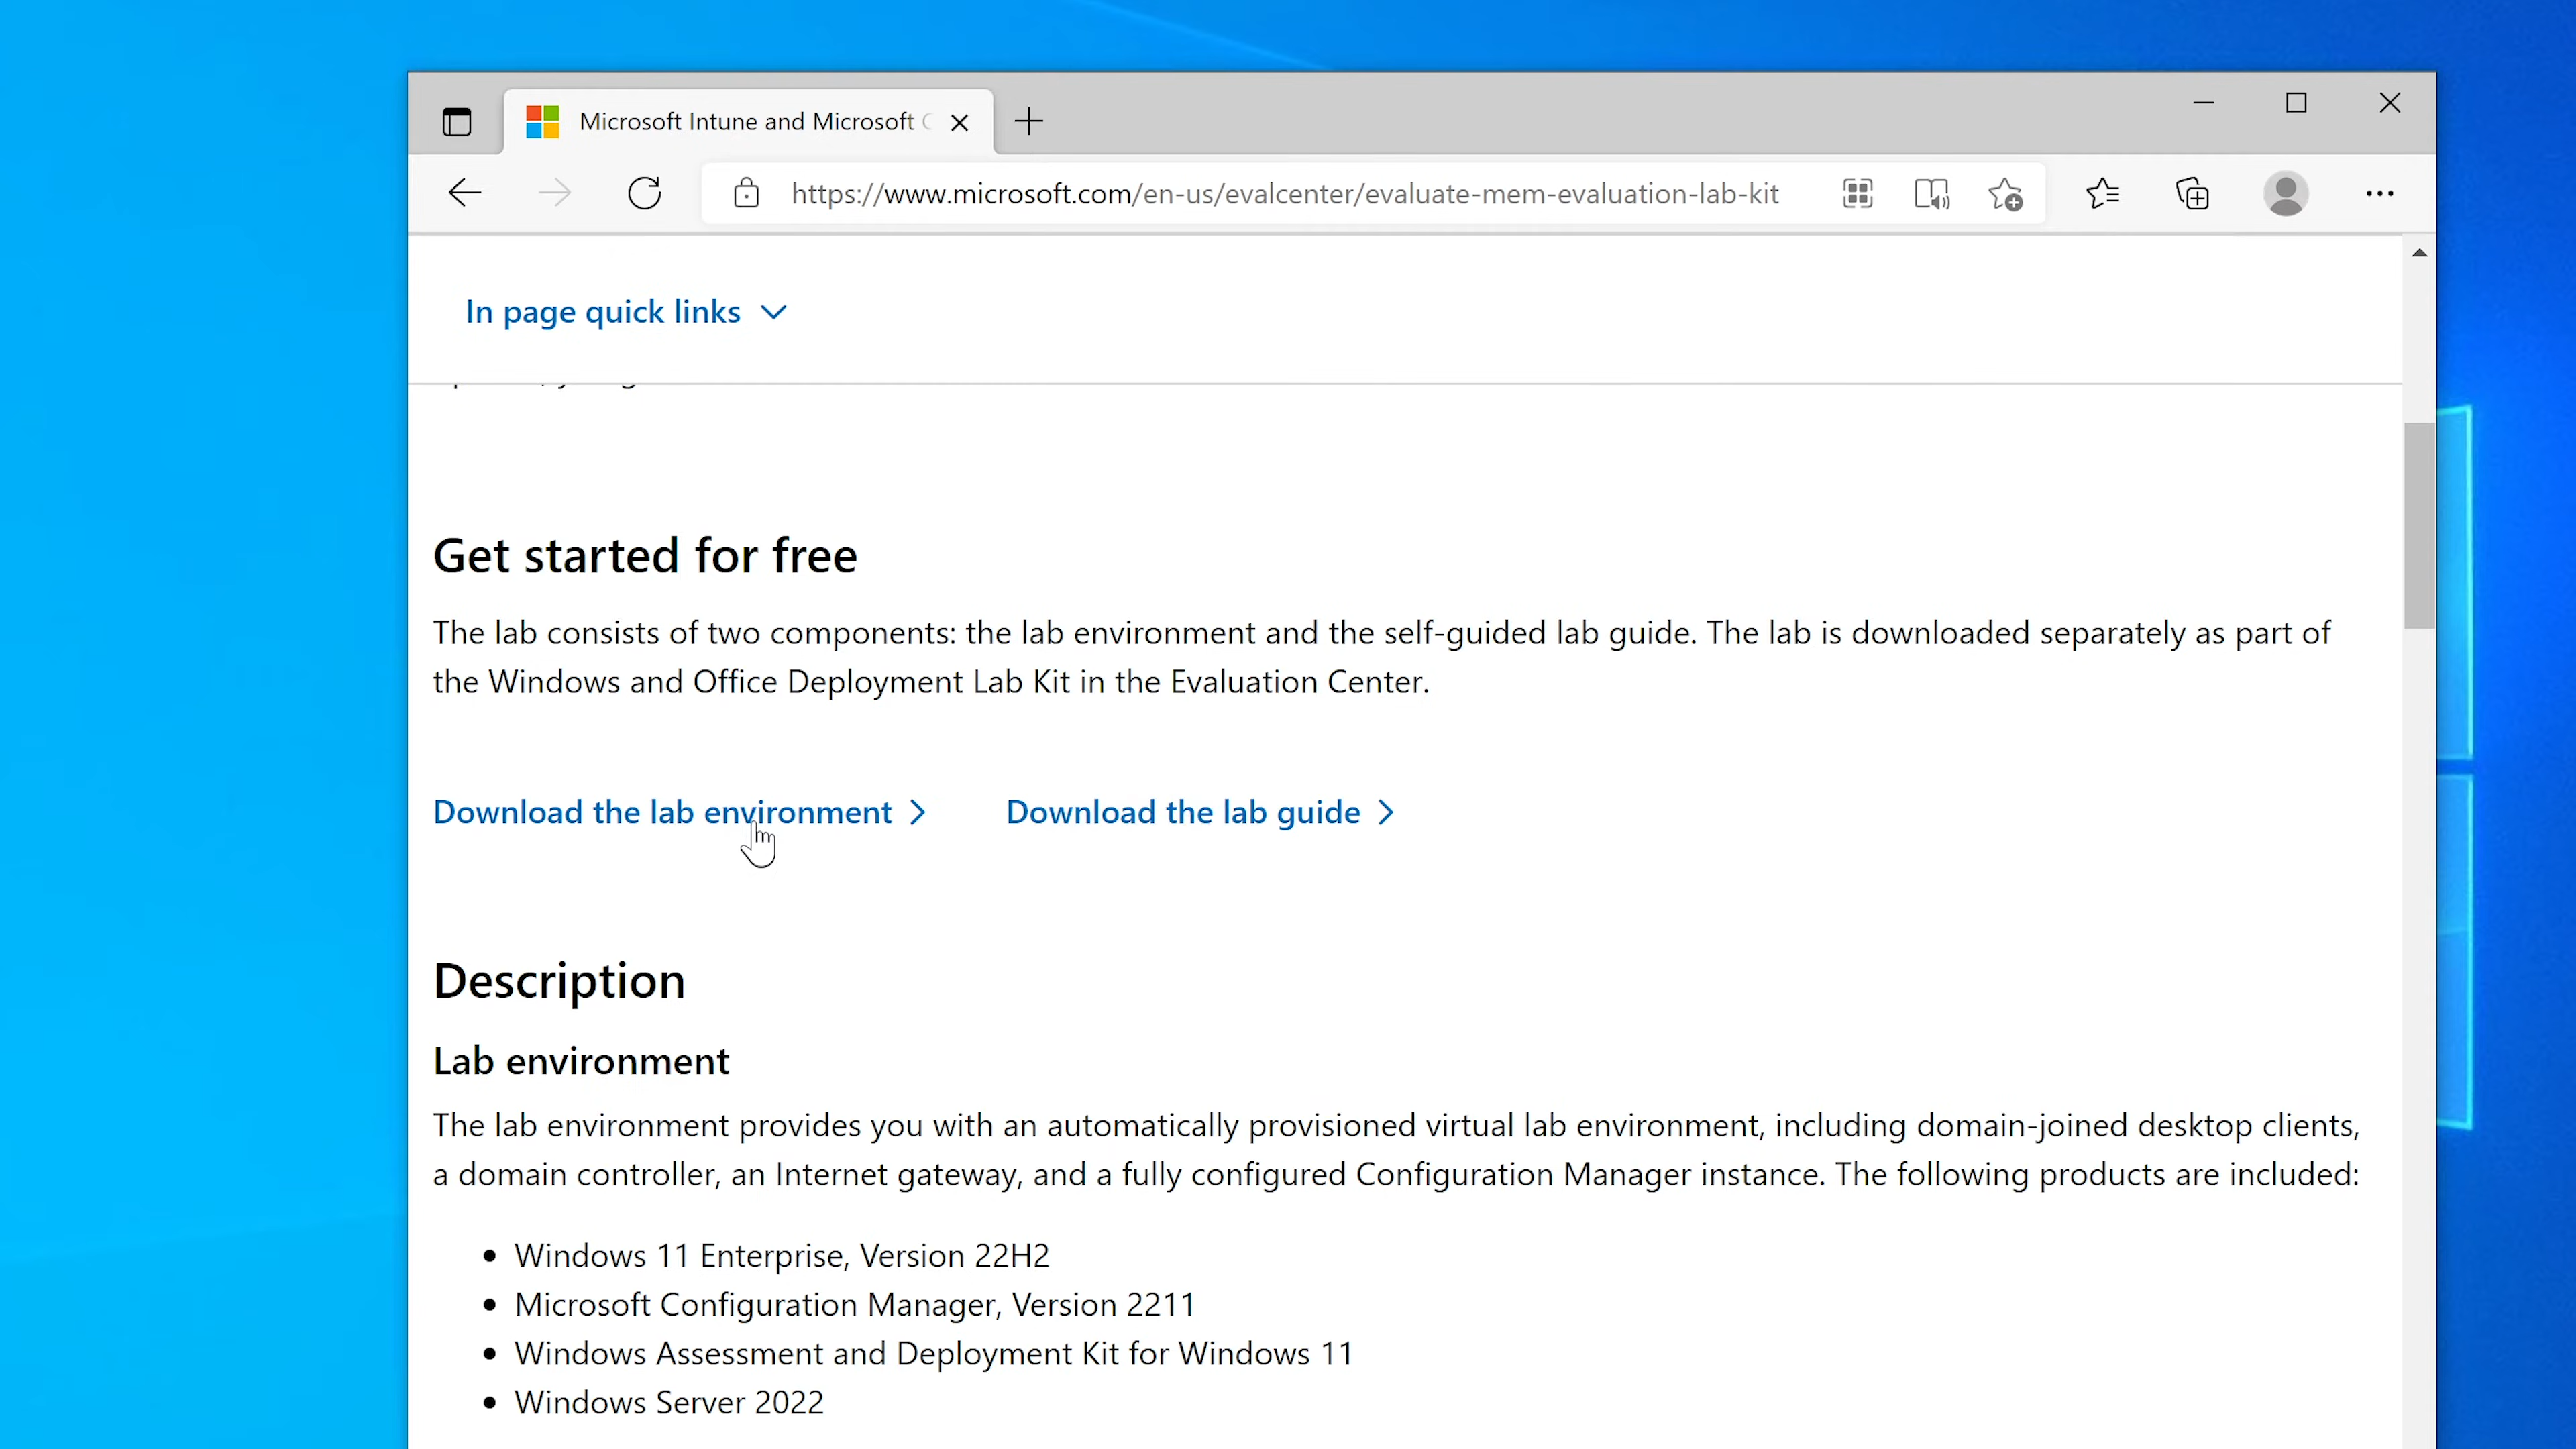 Microsoft Intune and Microsoft
https://www.microsoft.com/en-us/evalcenter/evaluate-mem-evaluation-lab-kit
In page quick links
Get started for free
The lab consists of two components: the lab environment and the self-guided lab guide. The lab is downloaded separately as part of
the Windows and Office Deployment Lab Kit in the Evaluation Center.
Download the lab environment
Download the lab guide
Description
Lab environment
The lab environment provides you with an automatically provisioned virtual lab environment, including domain-joined desktop clients,
a domain controller, an Internet gateway, and a fully configured Configuration Manager instance. The following products are included:
• Windows 11 Enterprise, Version 22H2
• Microsoft Configuration Manager, Version 2211
• Windows Assessment and Deployment Kit for Windows 11
• Windows Server 2022